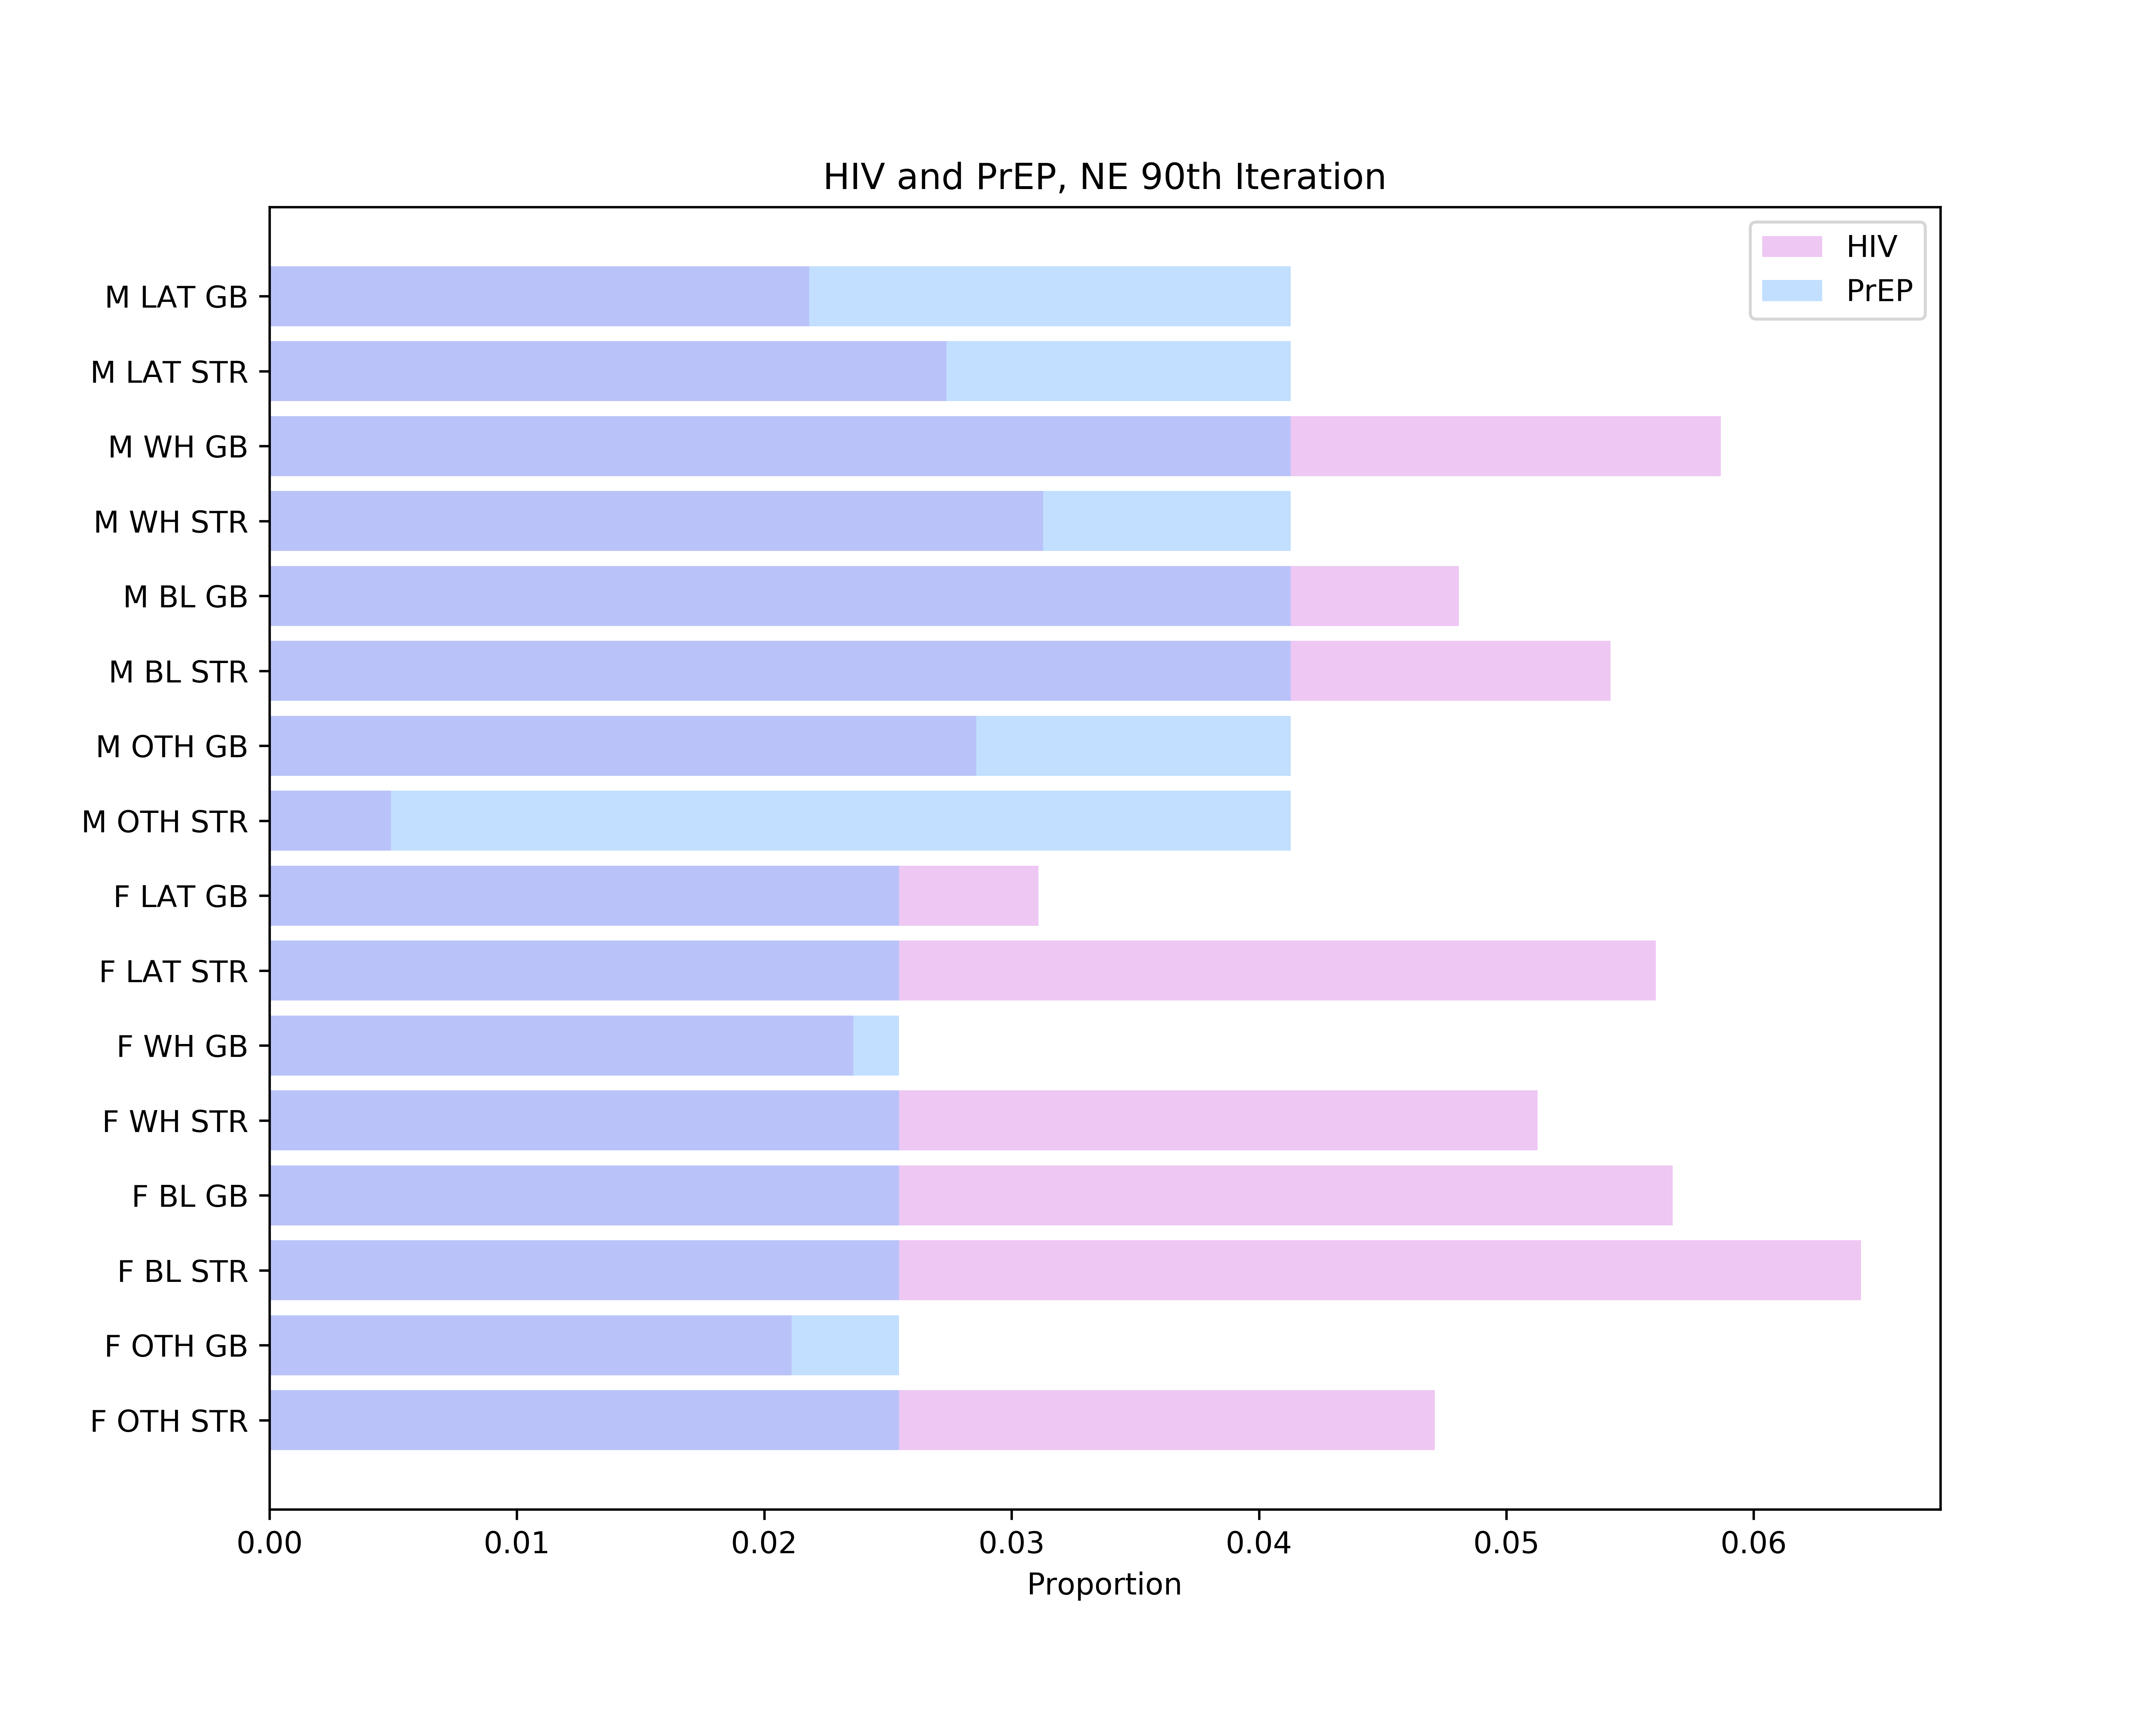 HIV and PrEP, NE 90th Iteration
HIV
PrEP
M LAT GB
M LAT STR
M WH GB
M WH STR
M BL GB
M BL STR
M OTH GB
M OTH STR
F LAT GB
F LAT STR
F WH GB
F WH STR
F BL GB
F BL STR
F OTH GB
F OTH STR
0.00 0.01 0.02 0.03 0.04 0.05 0.06
Proportion